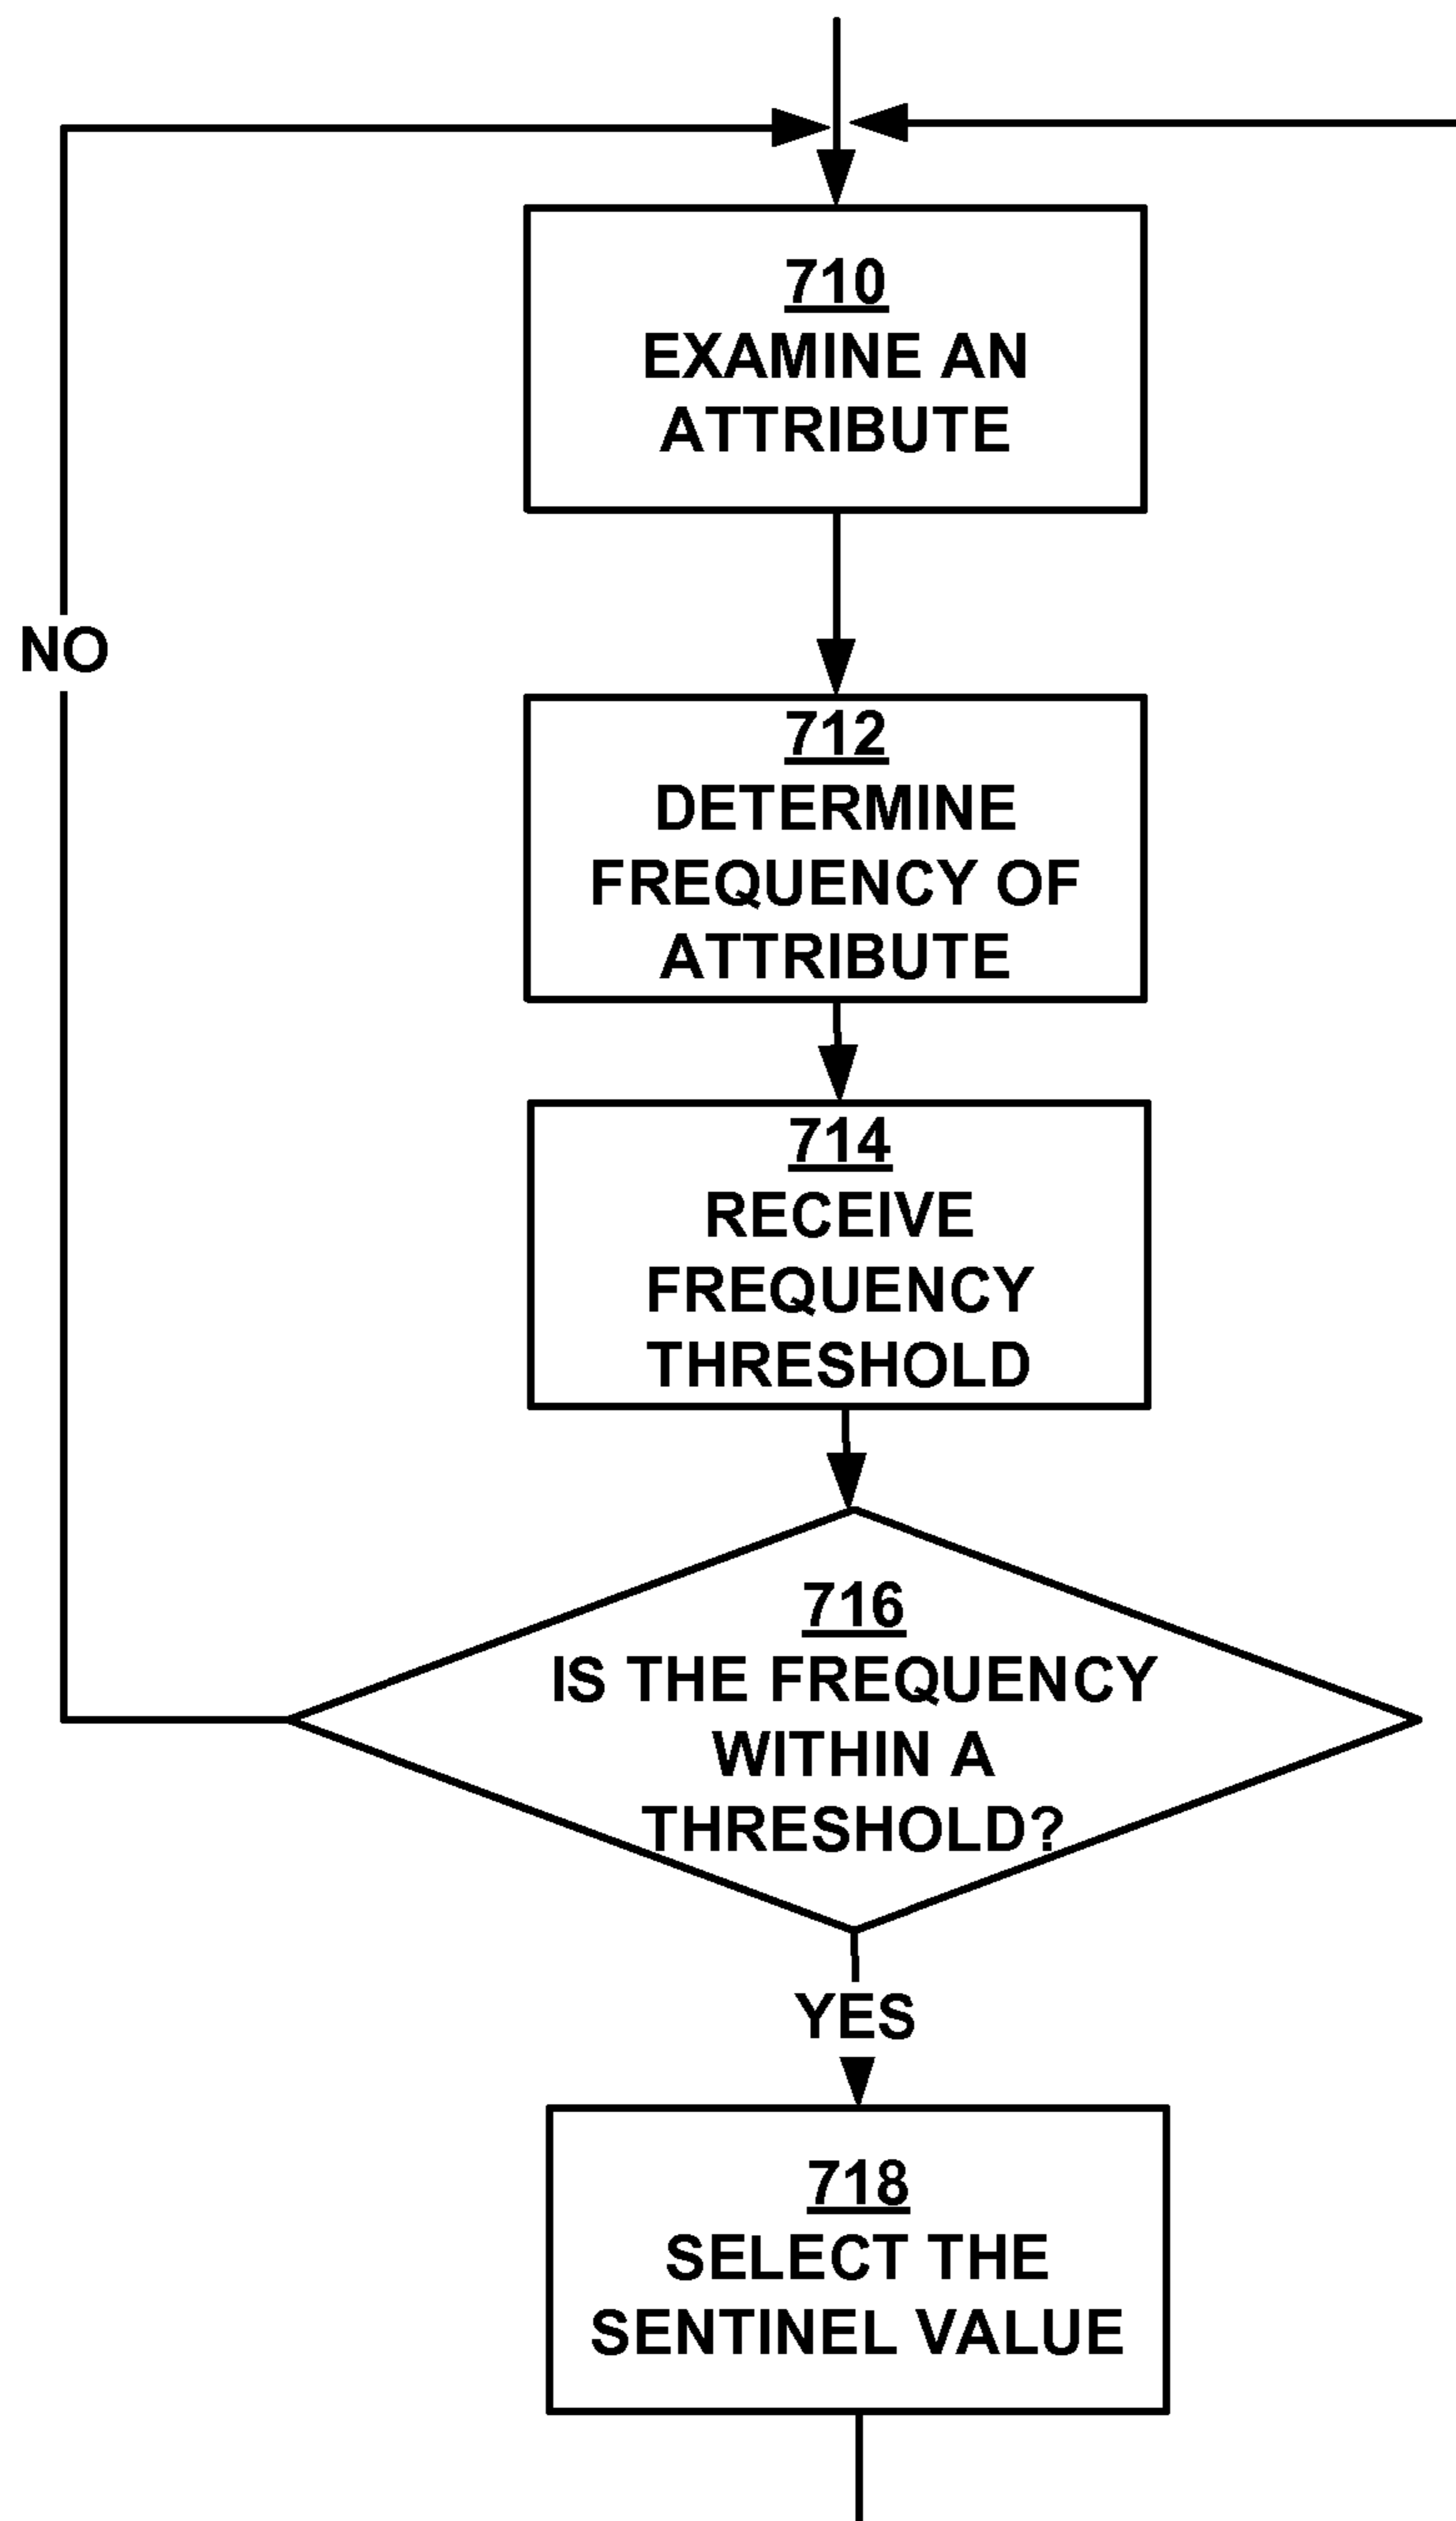 710
EXAMINE AN
ATTRIBUTE
NO
712
DETERMINE
FREQUENCY OF
ATTRIBUTE
714
RECEIVE
FREQUENCY
THRESHOLD
716
IS THE FREQUENCY
WITHIN A
THRESHOLD?
YES
718
SELECT THE
SENTINEL VALUE